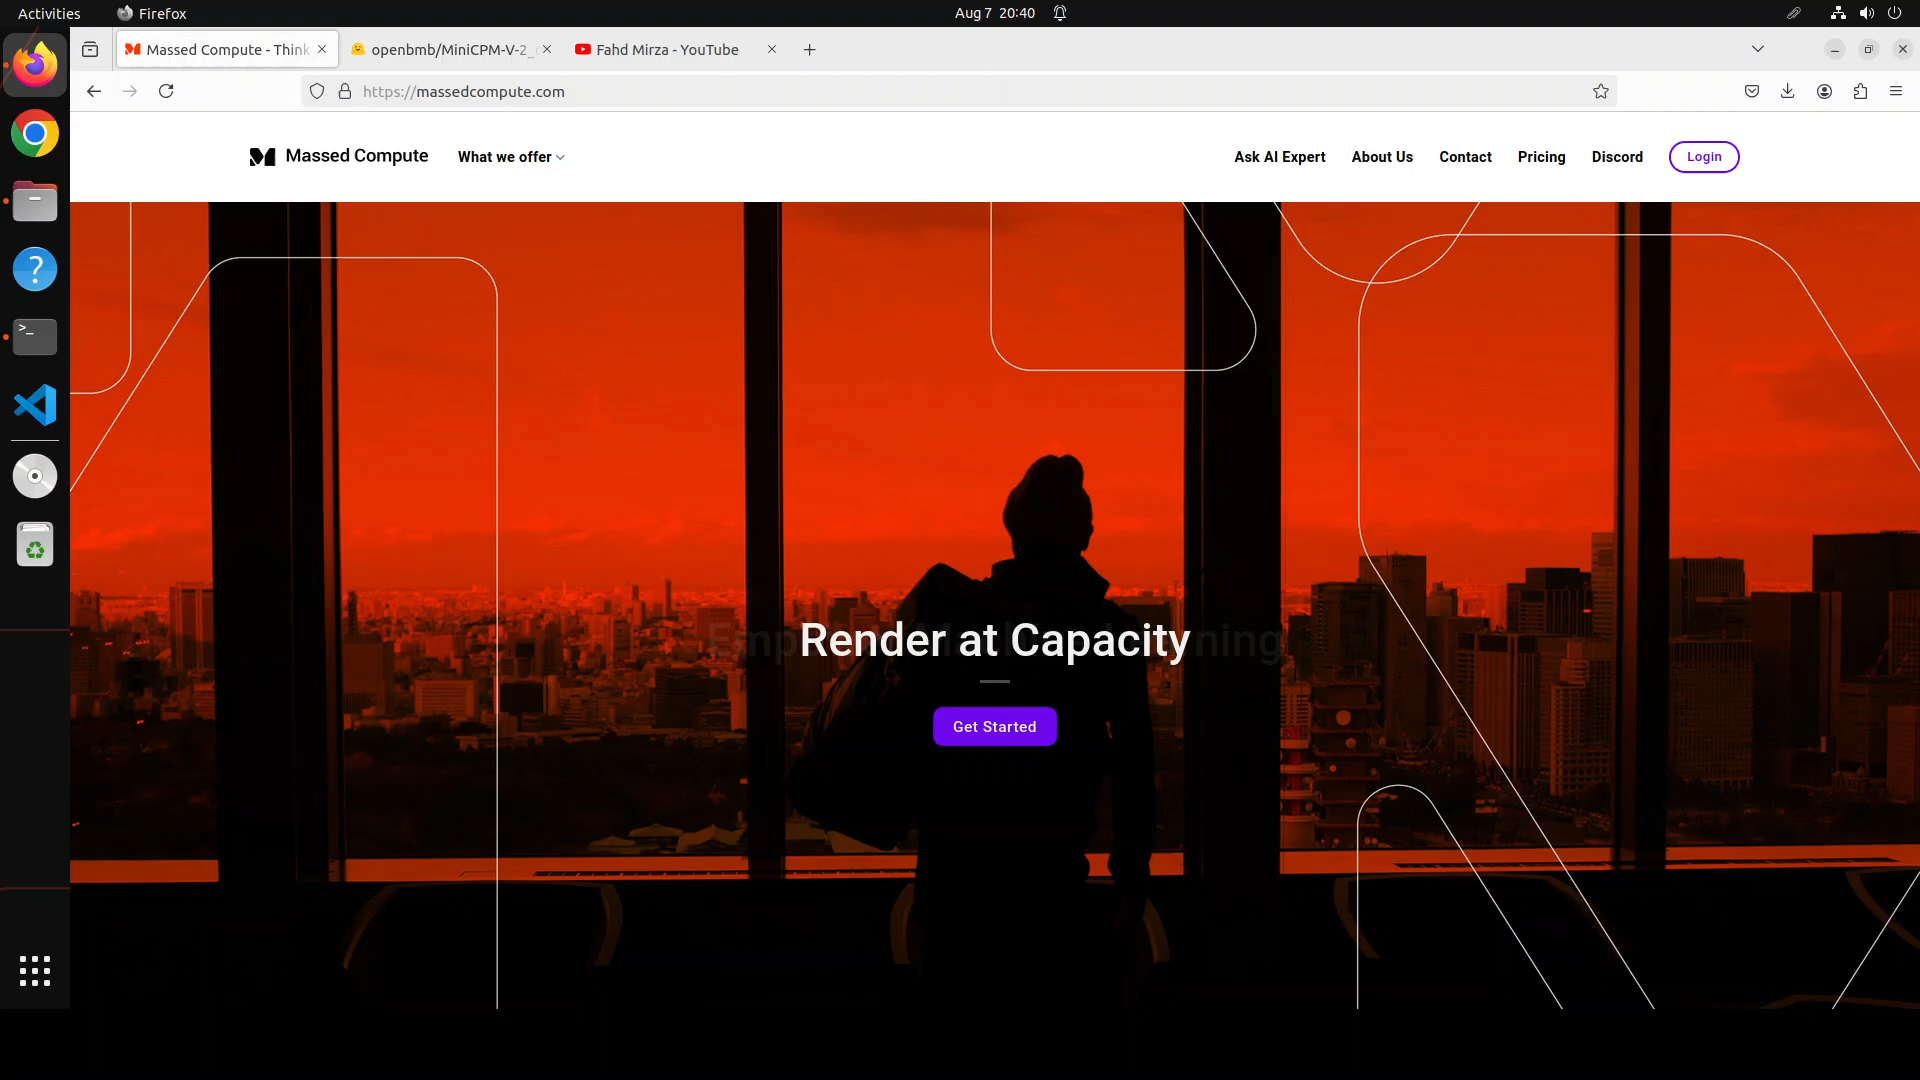 Activities Firefox Aug 7 20:40
Massed Compute - Think openbmb/MiniCPM-V-2_ Fahd Mirza - YouTube
https://massedcompute.com
Massed Compute What we offer Ask AI Expert About Us Contact Pricing Discord Login
Render at Capacity
Get Started